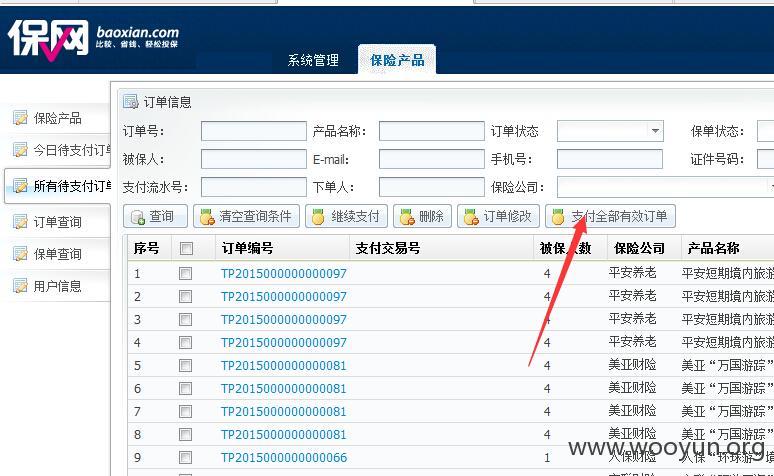 保网 baoxian.com
比较、省钱、轻松投保
系统管理 保险产品
保险产品
今日待支付订单
所有待支付订单
订单查询
保单查询
用户信息
订单信息
订单号： 产品名称： 订单状态 保单状态：
被保人： E-mail: 手机号： 证件号码：
支付流水号： 下单人： 保险公司：
查询 清空查询条件 继续支付 删除 订单修改 支付全部有效订单
序号 订单编号 支付交易号 被保人数 保险公司 产品名称
1 TP2015000000000097 4 平安养老 平安短期境内旅游
2 TP2015000000000097 4 平安养老 平安短期境内旅游
3 TP2015000000000097 4 平安养老 平安短期境内旅游
4 TP2015000000000097 4 平安养老 平安短期境内旅游
5 TP2015000000000081 4 美亚财险 美亚“万国游踪”
6 TP2015000000000081 4 美亚财险 美亚“万国游踪”
7 TP2015000000000081 4 美亚财险 美亚“万国游踪”
8 TP2015000000000081 4 美亚财险 美亚“万国游踪”
9 TP2015000000000066 1 人保财险 人保“环球游”境
www.wooyun.org